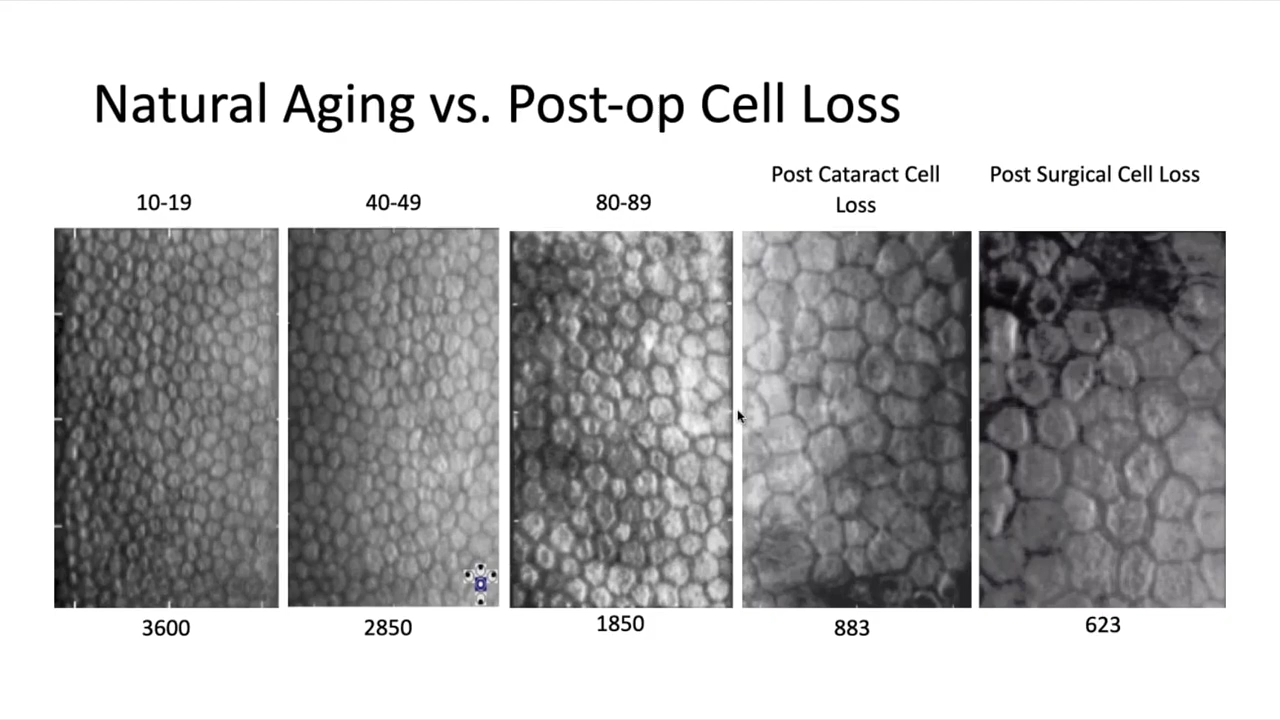 Natural Aging vs. Post-op Cell Loss
10-19
40-49
80-89
Post Cataract Cell
Loss
Post Surgical Cell Loss
3600
2850
1850
883
623